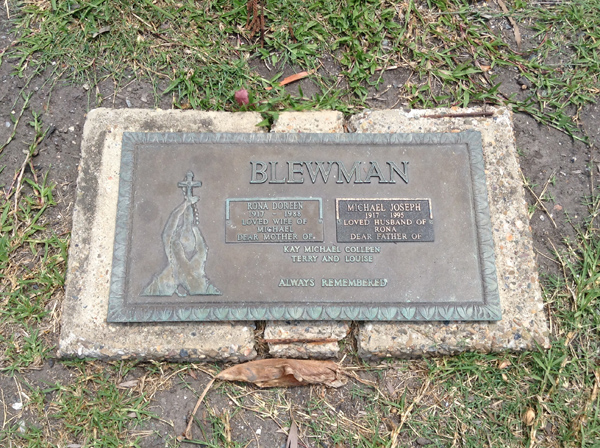 BLEWMAN
RONA DOREEN
1917 - 1988
LOVED WIFE OF
MICHAEL
DEAR MOTHER OF
MICHAEL JOSEPH
1917 - 1995
LOVED HUSBAND OF
RONA
DEAR FATHER OF
KAY MICHAEL COLLEEN
TERRY AND LOUISE
ALWAYS REMEMBERED